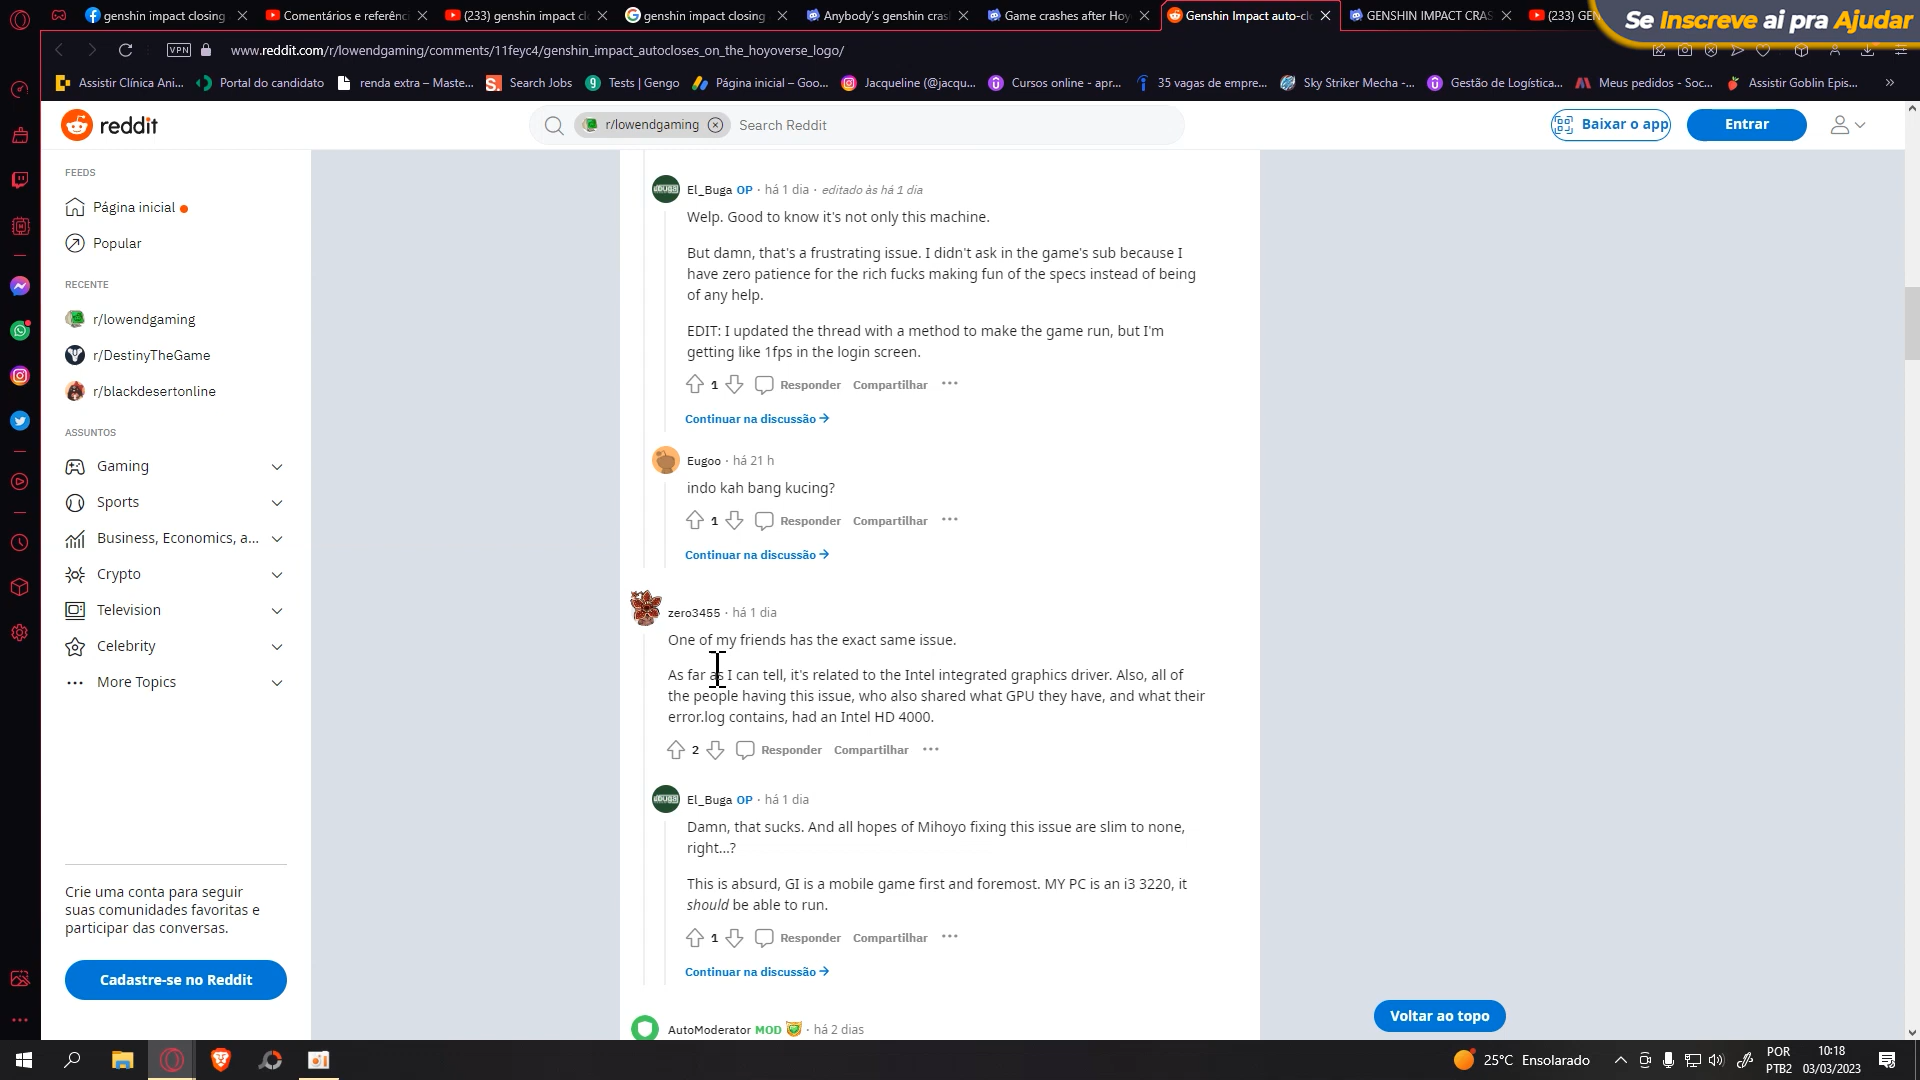 genshin impact closing
Comentários e referênci
(233) genshin impact cl
genshin impact closing
Anybody's genshin cras
Game crashes after Hoy
Genshin Impact auto-cl
GENSHIN IMPACT CRAS
(233) GEN
Se Inscreve ai pra Ajudar
VPN
www.reddit.com/r/lowendgaming/comments/11feyc4/genshin_impact_autocloses_on_the_hoyoverse_logo/
Assistir Clínica Ani...
Portal do candidato
renda extra – Maste...
Search Jobs
Tests | Gengo
Página inicial – Goo...
Jacqueline (@jacqu...
Cursos online - apr...
35 vagas de empre...
Sky Striker Mecha -...
Gestão de Logística...
Meus pedidos - Soc...
Assistir Goblin Epis...
reddit
r/lowendgaming
Search Reddit
Baixar o app
Entrar
FEEDS
Página inicial
Popular
RECENTE
r/lowendgaming
r/DestinyTheGame
r/blackdesertonline
ASSUNTOS
Gaming
Sports
Business, Economics, a...
Crypto
Television
Celebrity
More Topics
Crie uma conta para seguir
suas comunidades favoritas e
participar das conversas.
Cadastre-se no Reddit
El_Buga OP · há 1 dia · editado às há 1 dia
Welp. Good to know it's not only this machine.
But damn, that's a frustrating issue. I didn't ask in the game's sub because I
have zero patience for the rich fucks making fun of the specs instead of being
of any help.
EDIT: I updated the thread with a method to make the game run, but I'm
getting like 1fps in the login screen.
1 Responder Compartilhar ...
Continuar na discussão →
Eugoo · há 21 h
indo kah bang kucing?
1 Responder Compartilhar ...
Continuar na discussão →
zero3455 · há 1 dia
One of my friends has the exact same issue.
As far as I can tell, it's related to the Intel integrated graphics driver. Also, all of
the people having this issue, who also shared what GPU they have, and what their
error.log contains, had an Intel HD 4000.
2 Responder Compartilhar ...
El_Buga OP · há 1 dia
Damn, that sucks. And all hopes of Mihoyo fixing this issue are slim to none,
right...?
This is absurd, GI is a mobile game first and foremost. MY PC is an i3 3220, it
should be able to run.
1 Responder Compartilhar ...
Continuar na discussão →
AutoModerator MOD · há 2 dias
Voltar ao topo
25°C Ensolarado
POR
PTB2
10:18
03/03/2023